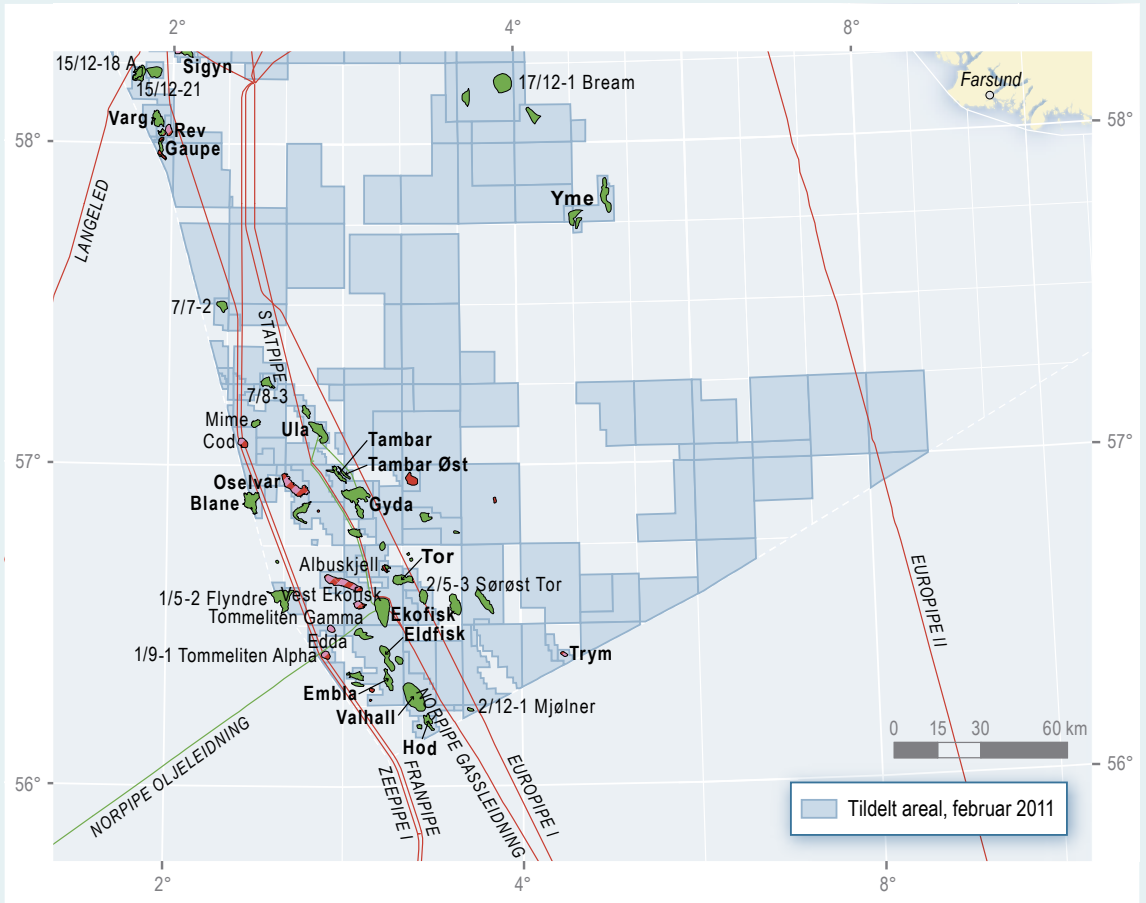 2°
4°
8°
15/12-18 A
Sigyn
15/12-21
17/12-1 Bream
Farsund
Varg
Rev
Gaupe
58°
58°
LANGELED
Yme
7/7-2
STATPIPE
7/8-3
Mime
Cod
Ula
Tambar
Tambar Øst
57°
57°
Oselvar
Blane
Gyda
Albuskjell
Tor
1/5-2 Flyndre
Vest Ekofisk
2/5-3 Sørøst Tor
Tommeliten Gamma
Ekofisk
Edda
Eldfisk
1/9-1 Tommeliten Alpha
Trym
EUROPIPE II
Embla
Valhall
2/12-1 Mjølner
Hod
NORPIPE OLJELEIDNING
ZEEPIPE I
FRANPIPE
NORPIPE GASSLEIDNING
EUROPIPE I
0 15 30 60 km
56°
56°
Tildelt areal, februar 2011
2°
4°
8°